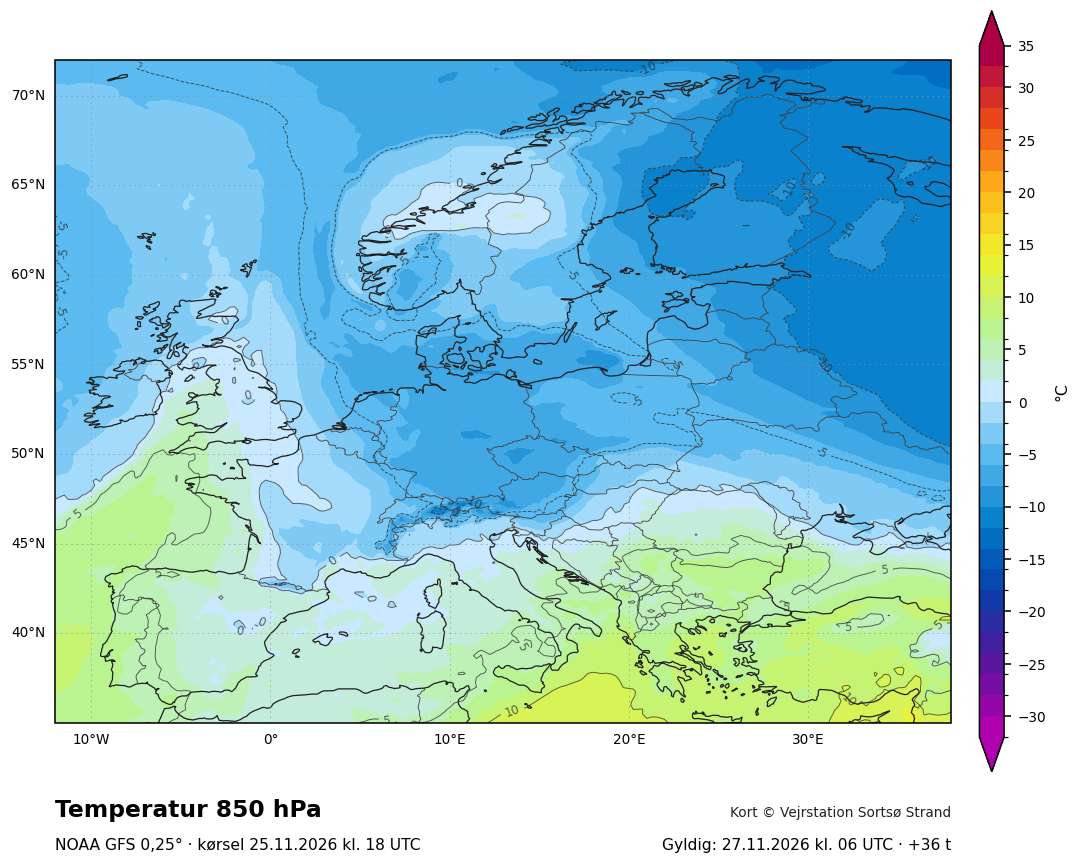 35
30
25
20
15
10
5
0
−5
−10
−15
−20
−25
−30
°C
70°N
65°N
60°N
55°N
50°N
45°N
40°N
10°W 0° 10°E 20°E 30°E
Temperatur 850 hPa
Kort © Vejrstation Sortsø Strand
NOAA GFS 0,25° · kørsel 25.11.2026 kl. 18 UTC
Gyldig: 27.11.2026 kl. 06 UTC · +36 t